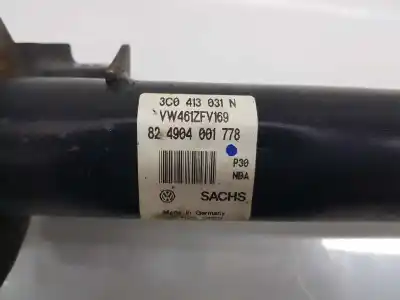 3C0 413 031 N
VW461ZFV169
82 4904 001 778
P30
NBA
SACHS
Made in Germany